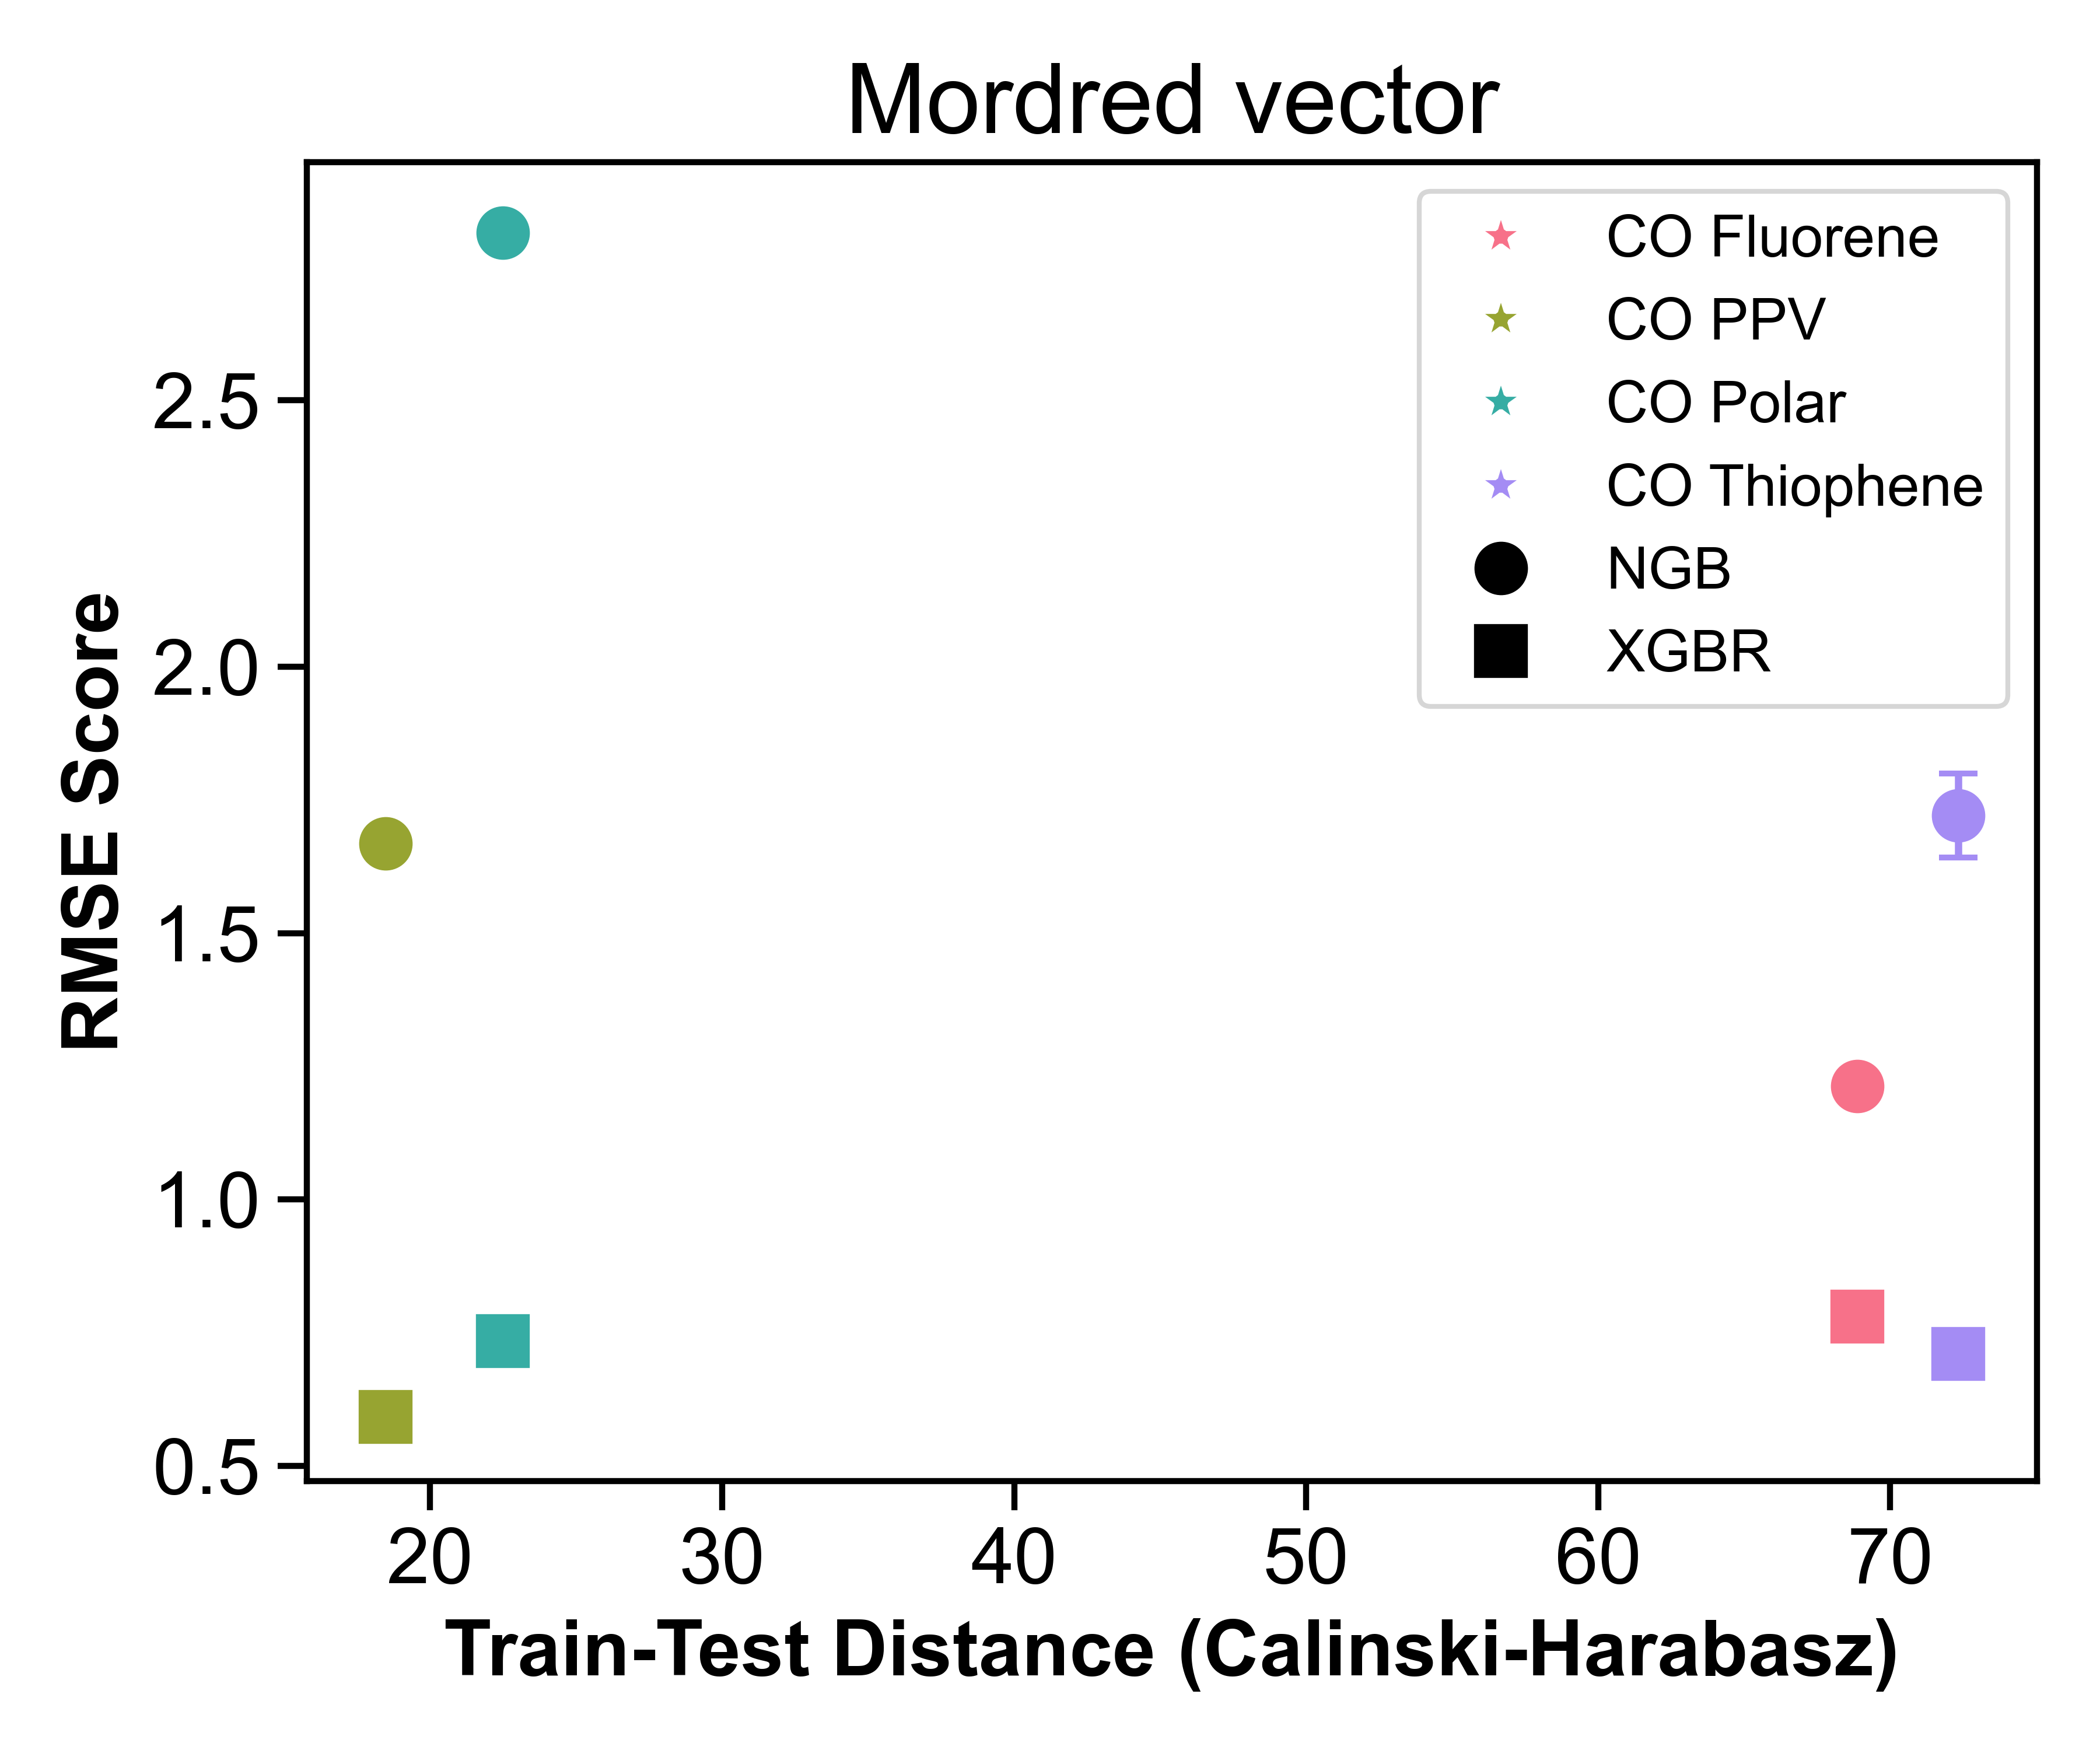 Mordred vector
CO Fluorene
CO PPV
CO Polar
CO Thiophene
NGB
XGBR
RMSE Score
2.5
2.0
1.5
1.0
0.5
20 30 40 50 60 70
Train-Test Distance (Calinski-Harabasz)